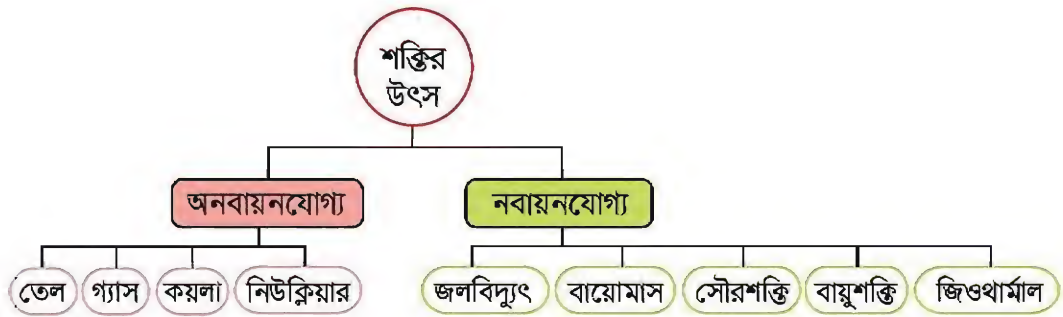 শক্তির
উৎস
অনবায়নযোগ্য নবায়নযোগ্য
তেল গ্যাস কয়লা নিউক্লিয়ার জলবিদ্যুৎ বায়োমাস সৌরশক্তি বায়ুশক্তি জিওথার্মাল